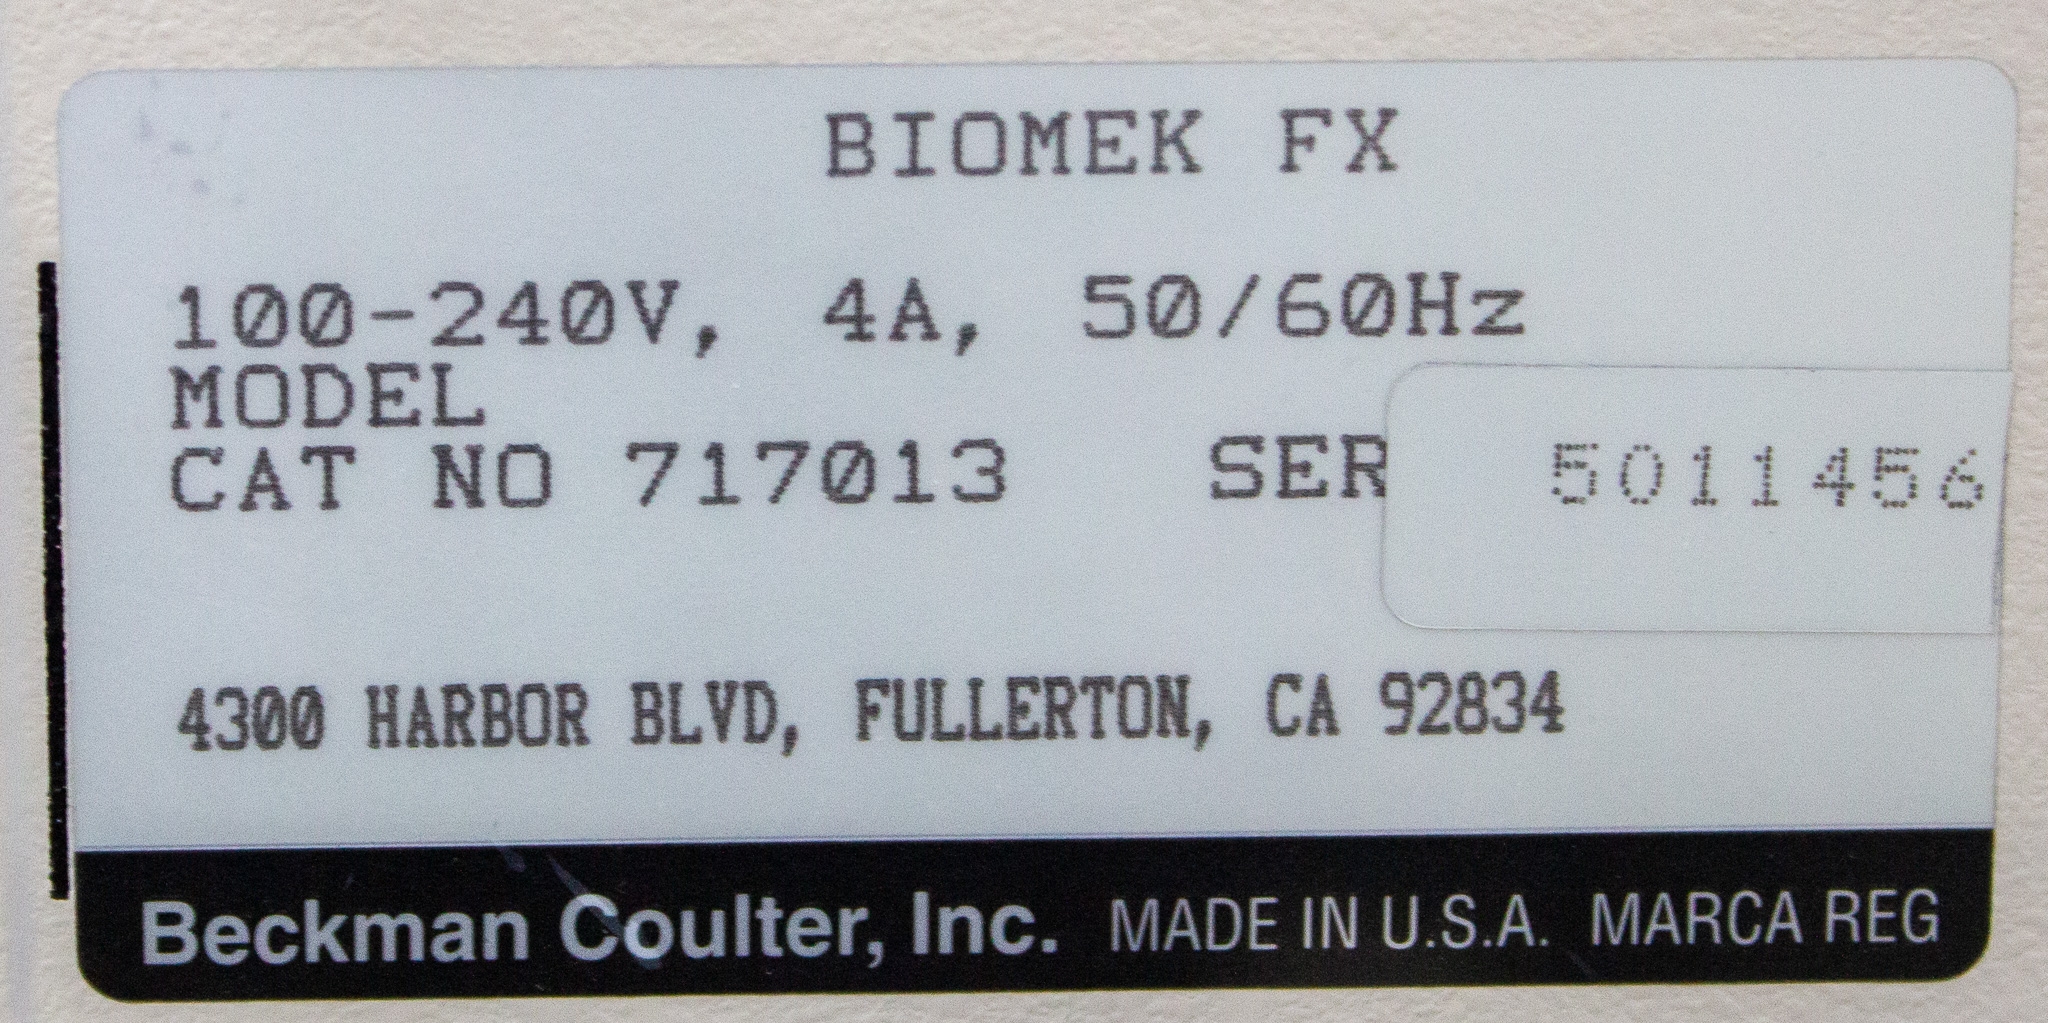 BIOMEK FX
100-240V, 4A, 50/60Hz
MODEL
CAT NO 717013 SER 5011456
4300 HARBOR BLVD, FULLERTON, CA 92834
Beckman Coulter, Inc. MADE IN U.S.A. MARCA REG